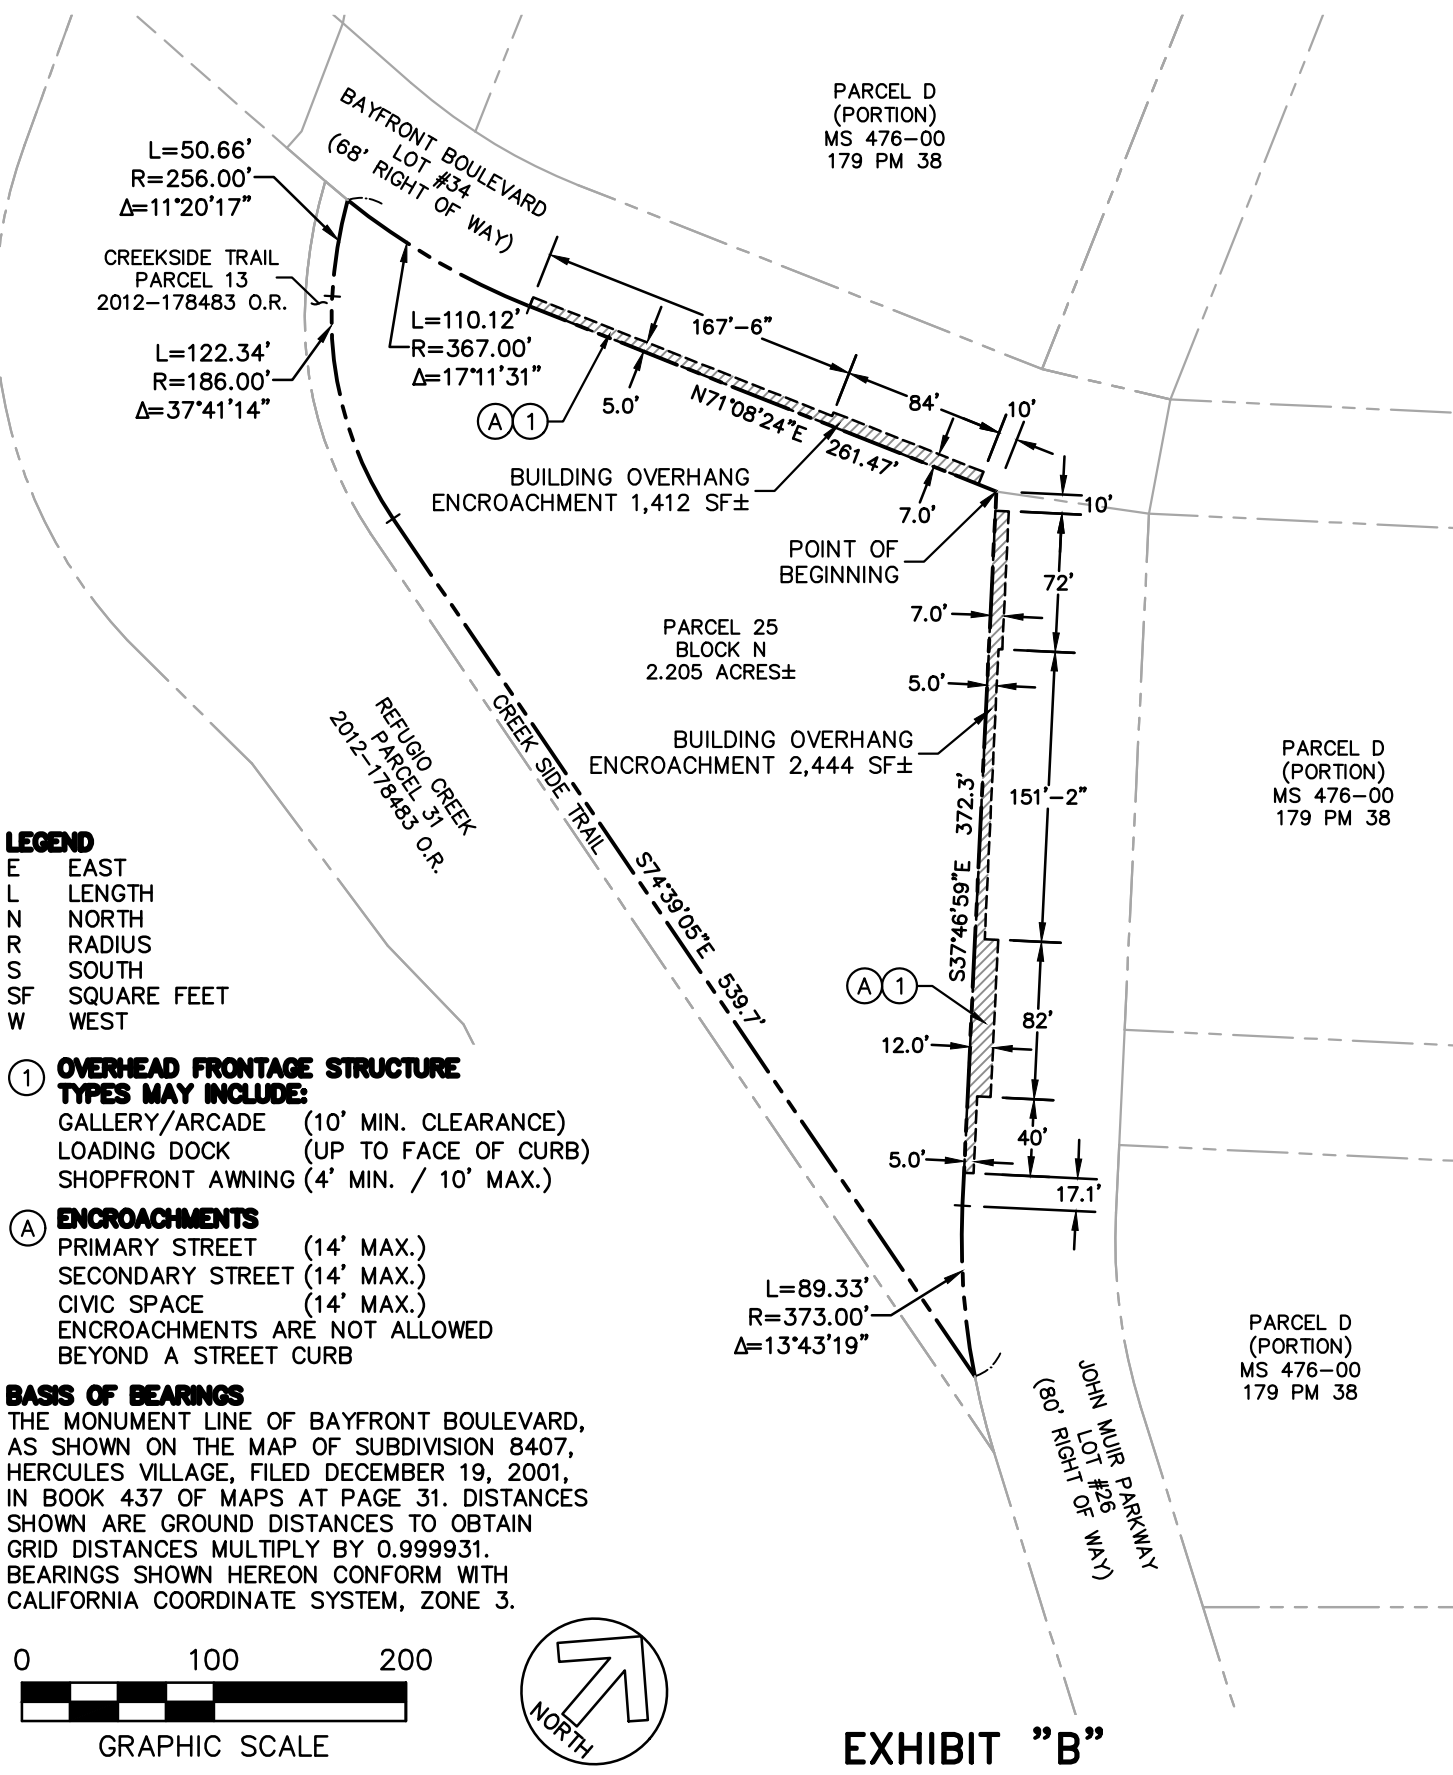 PARCEL D
(PORTION)
MS 476-00
179 PM 38
BAYFRONT BOULEVARD
LOT #34
(68' RIGHT OF WAY)
L=50.66'
R=256.00'
Δ=11°20'17"
CREEKSIDE TRAIL
PARCEL 13
2012-178483 O.R.
L=122.34'
R=186.00'
Δ=37°41'14"
L=110.12'
R=367.00'
Δ=17°11'31"
167'-6"
84'
10'
5.0'
N71°08'24"E 261.47'
A 1
BUILDING OVERHANG
ENCROACHMENT 1,412 SF±
7.0'
10'
POINT OF
BEGINNING
72'
7.0'
PARCEL 25
BLOCK N
2.205 ACRES±
5.0'
BUILDING OVERHANG
ENCROACHMENT 2,444 SF±
151'-2"
S37°46'59"E 372.3'
PARCEL D
(PORTION)
MS 476-00
179 PM 38
REFUGIO CREEK
PARCEL 31
2012-178483 O.R.
CREEK SIDE TRAIL
S74°39'05"E 539.7'
A 1
82'
12.0'
40'
5.0'
17.1'
L=89.33'
R=373.00'
Δ=13°43'19"
PARCEL D
(PORTION)
MS 476-00
179 PM 38
JOHN MUIR PARKWAY
LOT #26
(80' RIGHT OF WAY)
LEGEND
E EAST
L LENGTH
N NORTH
R RADIUS
S SOUTH
SF SQUARE FEET
W WEST
1 OVERHEAD FRONTAGE STRUCTURE
TYPES MAY INCLUDE:
GALLERY/ARCADE (10' MIN. CLEARANCE)
LOADING DOCK (UP TO FACE OF CURB)
SHOPFRONT AWNING (4' MIN. / 10' MAX.)
A ENCROACHMENTS
PRIMARY STREET (14' MAX.)
SECONDARY STREET (14' MAX.)
CIVIC SPACE (14' MAX.)
ENCROACHMENTS ARE NOT ALLOWED
BEYOND A STREET CURB
BASIS OF BEARINGS
THE MONUMENT LINE OF BAYFRONT BOULEVARD,
AS SHOWN ON THE MAP OF SUBDIVISION 8407,
HERCULES VILLAGE, FILED DECEMBER 19, 2001,
IN BOOK 437 OF MAPS AT PAGE 31. DISTANCES
SHOWN ARE GROUND DISTANCES TO OBTAIN
GRID DISTANCES MULTIPLY BY 0.999931.
BEARINGS SHOWN HEREON CONFORM WITH
CALIFORNIA COORDINATE SYSTEM, ZONE 3.
0 100 200
GRAPHIC SCALE
NORTH
EXHIBIT "B"